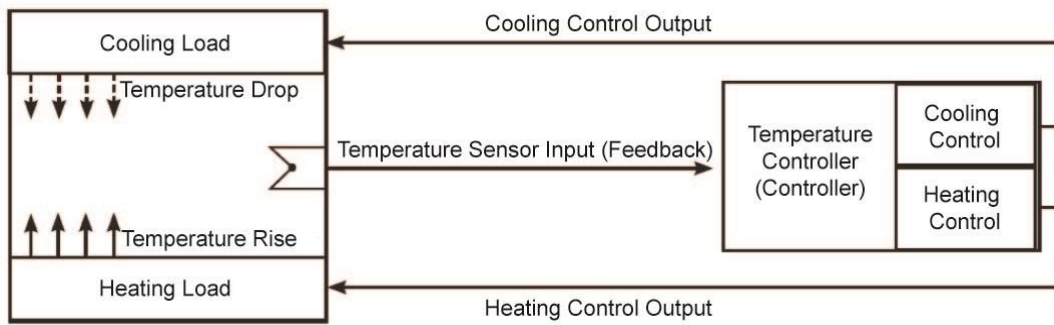 Cooling Load
Cooling Control Output
Temperature Drop
Temperature Sensor Input (Feedback)
Temperature
Controller
(Controller)
Cooling
Control
Heating
Control
Temperature Rise
Heating Load
Heating Control Output